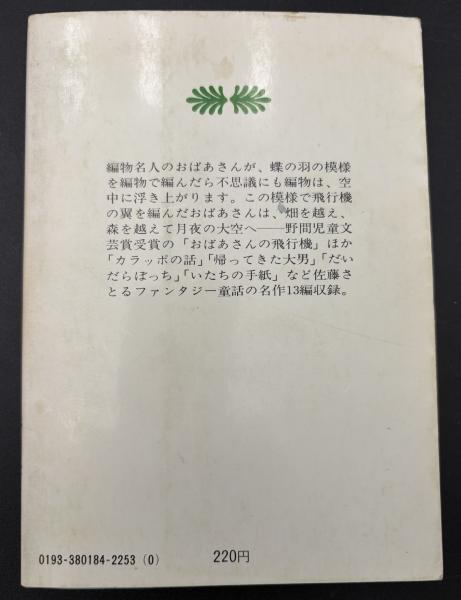 編物名人のおばあさんが、蝶の羽の模様
を編物で編んだら不思議にも編物は、空
中に浮き上がります。この模様で飛行機
の翼を編んだおばあさんは、畑を越え、
森を越えて月夜の大空へ──野間児童文
芸賞受賞の「おばあさんの飛行機」ほか
「カラッポの話」「帰ってきた大男」「だい
だらぼっち」「いたちの手紙」など佐藤さ
とるファンタジー童話の名作13編収録。
0193-380184-2253 (0)
220円